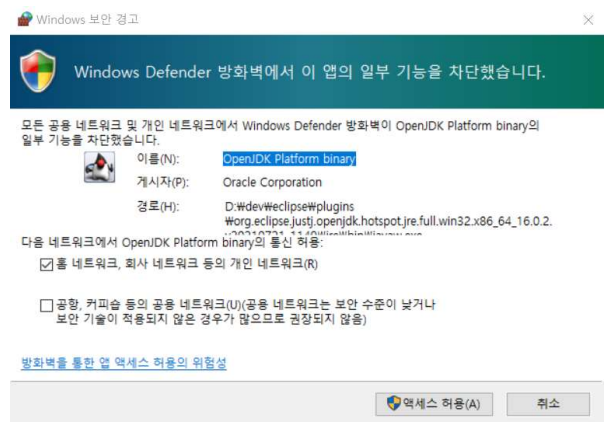 Windows 보안 경고
Windows Defender 방화벽에서 이 앱의 일부 기능을 차단했습니다.
모든 공용 네트워크 및 개인 네트워크에서 Windows Defender 방화벽이 OpenJDK Platform binary의
일부 기능을 차단했습니다.
이름(N): OpenJDK Platform binary
게시자(P): Oracle Corporation
경로(H): D:₩dev₩eclipse₩plugins
₩org.eclipse.justj.openjdk.hotspot.jre.full.win32.x86_64_16.0.2.
다음 네트워크에서 OpenJDK Platform binary의 통신 허용:
홈 네트워크, 회사 네트워크 등의 개인 네트워크(R)
공항, 커피숍 등의 공용 네트워크(U)(공용 네트워크는 보안 수준이 낮거나
보안 기술이 적용되지 않은 경우가 많으므로 권장되지 않음)
방화벽을 통한 앱 액세스 허용의 위험성
액세스 허용(A) 취소